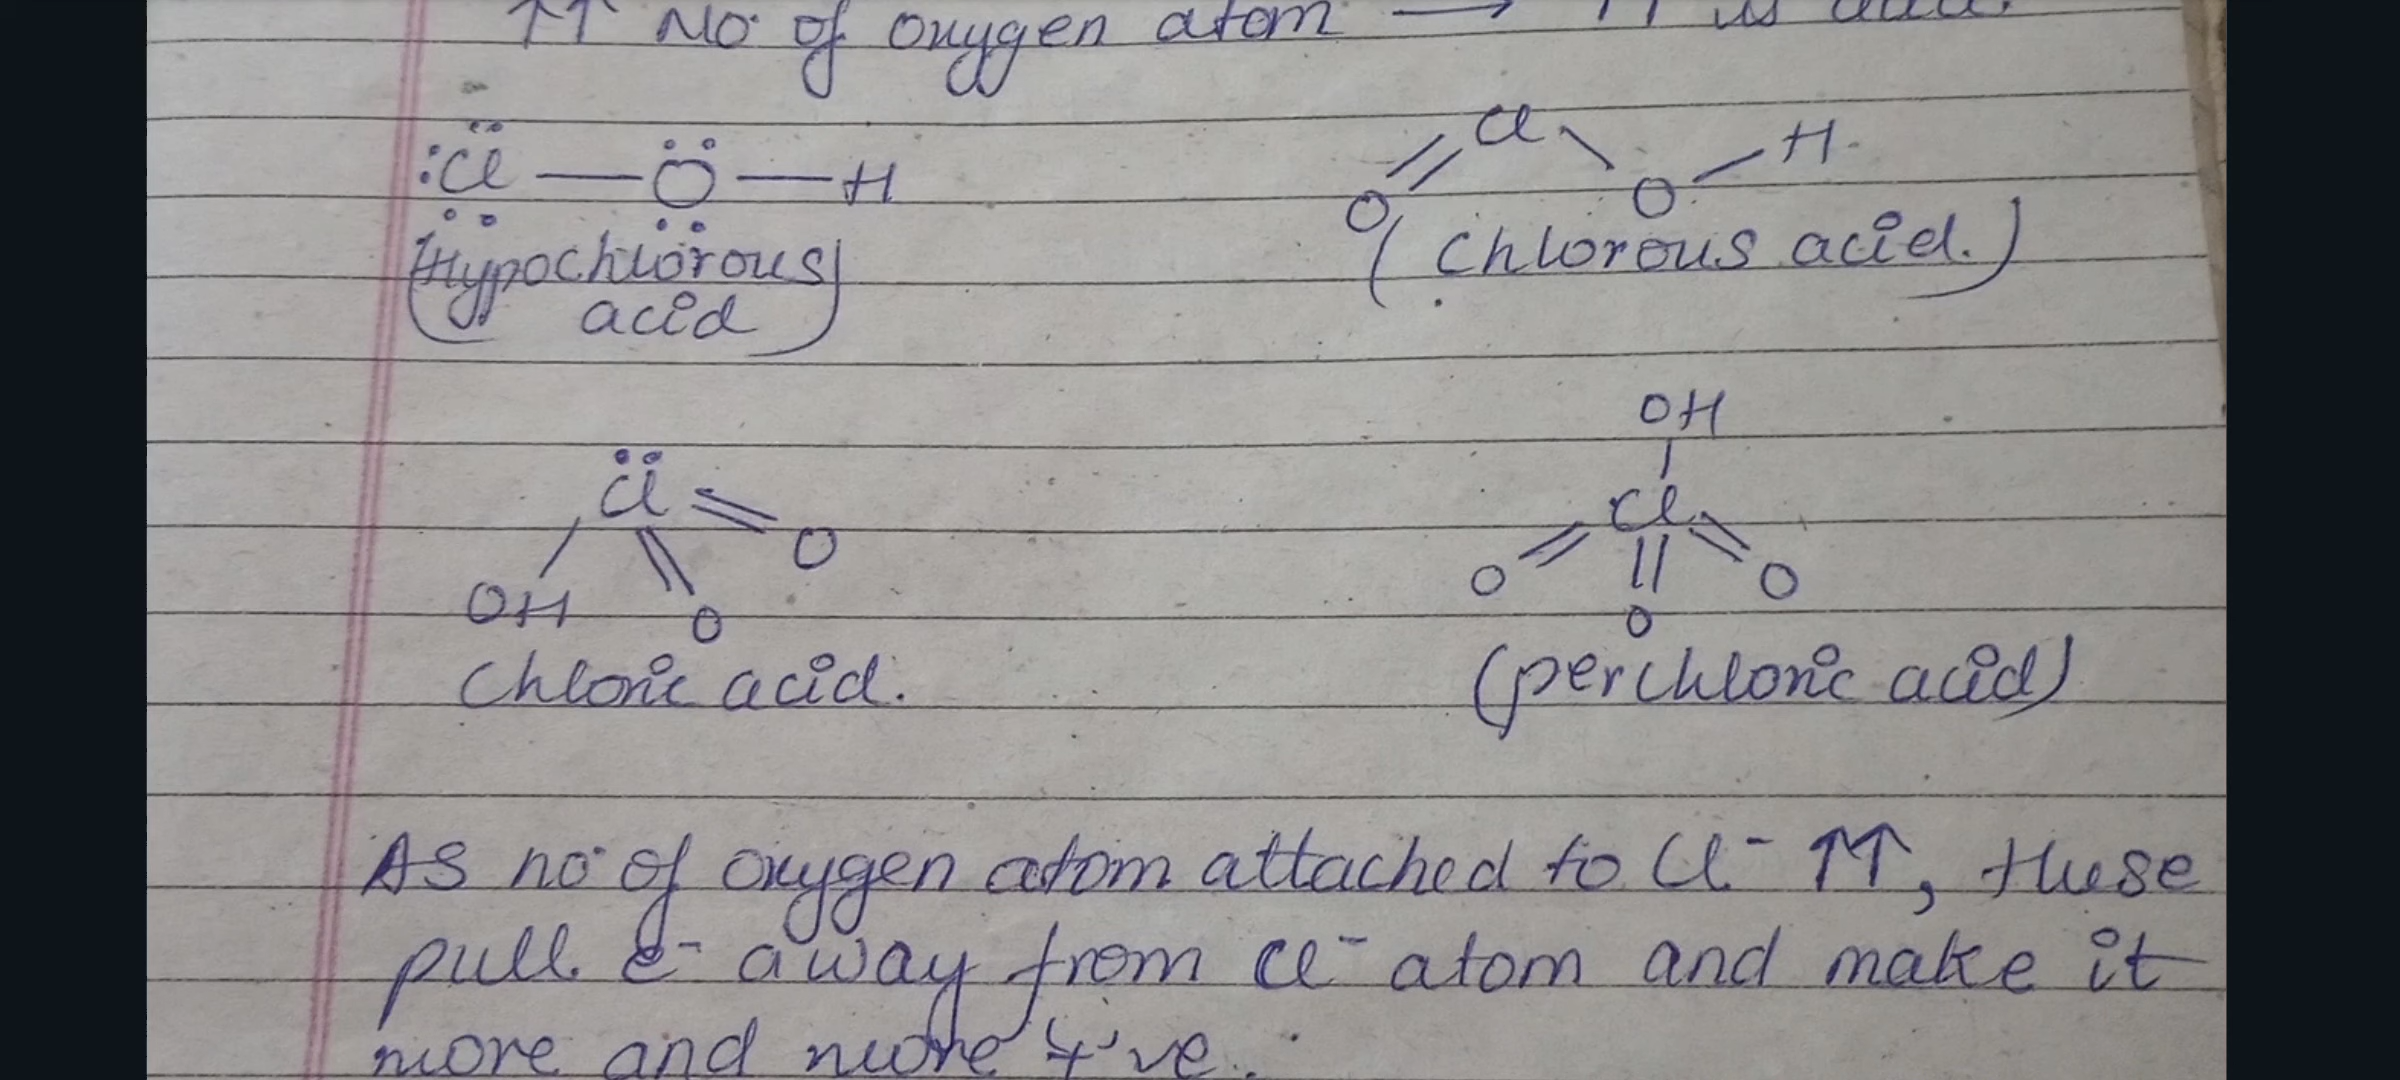 ↑↑ No. of oxygen atom → ↑↑ is acid.
:Cl — O — H
(Hypochlorous
acid)
O = Cl \ O / H.
(Chlorous acid.)
Cl
OH
O
O
Chloric acid.
OH
Cl
O
O
O
(perchloric acid)
As no. of oxygen atom attached to Cl⁻ ↑↑, these
pull e⁻ away from Cl⁻ atom and make it
more and more +ve.